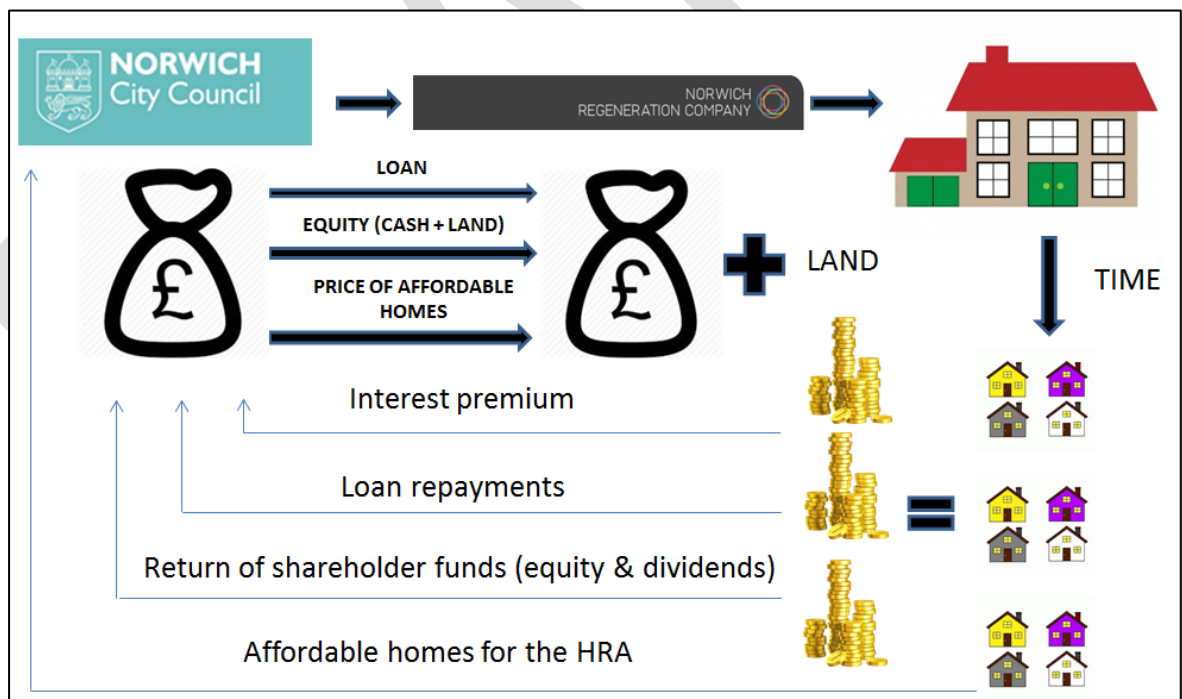 NORWICH
City Council
NORWICH
REGENERATION COMPANY
LOAN
EQUITY (CASH + LAND)
PRICE OF AFFORDABLE
HOMES
£
£
LAND
TIME
Interest premium
Loan repayments
Return of shareholder funds (equity & dividends)
Affordable homes for the HRA